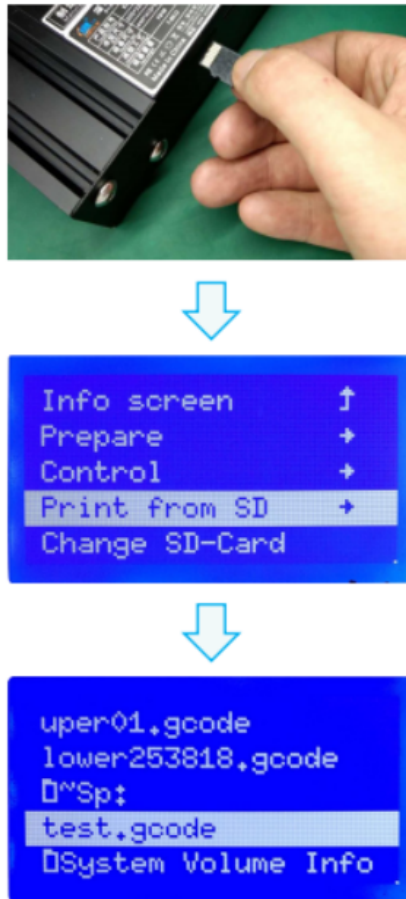 Info screen
Prepare
Control
Print from SD
Change SD-Card
uper01.gcode
lower253818.gcode
~Sp:
test.gcode
System Volume Info